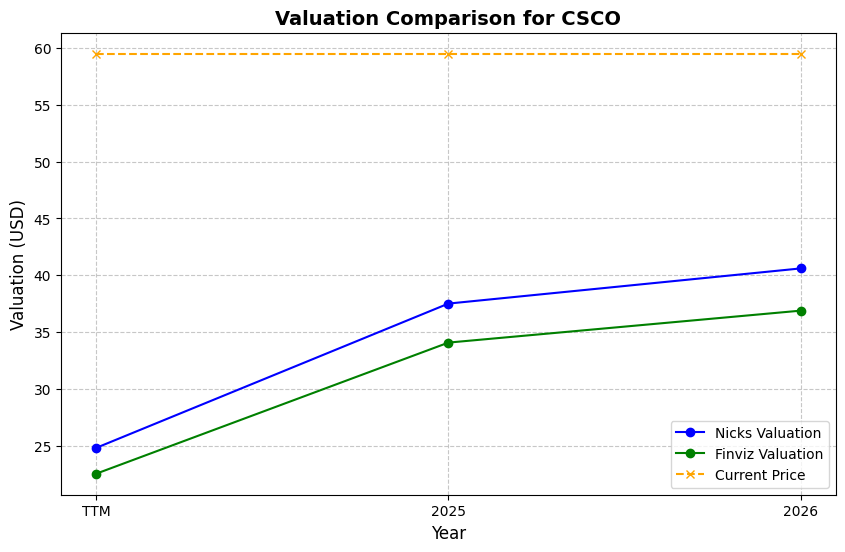 Valuation Comparison for CSCO
Valuation (USD)
60
55
50
45
40
35
30
25
TTM
2025
2026
Year
Nicks Valuation
Finviz Valuation
Current Price